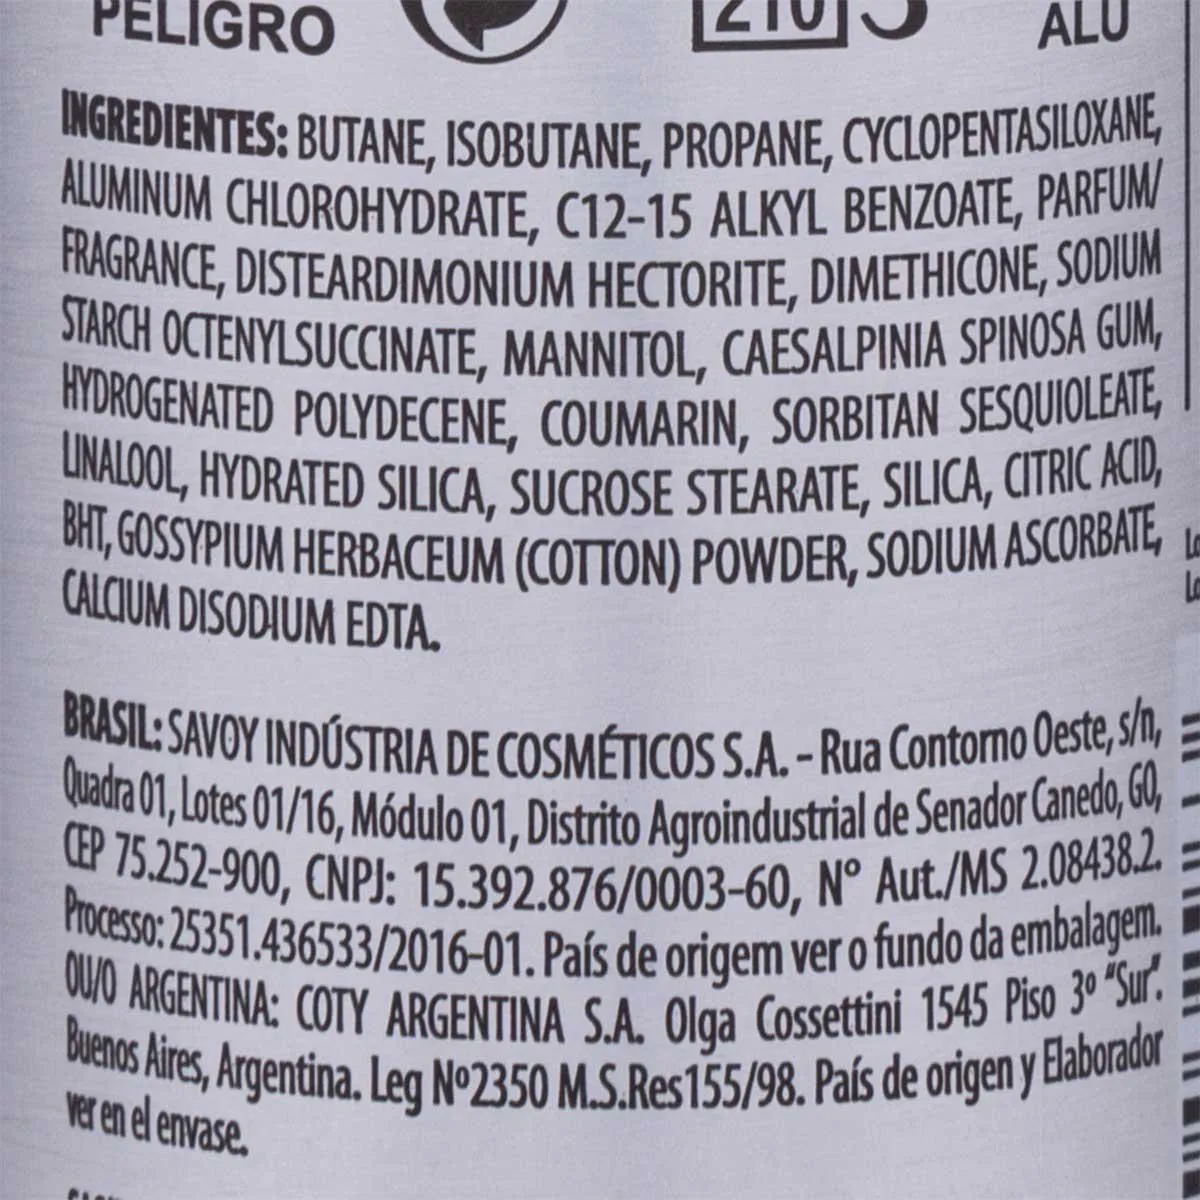 PELIGRO
210
ALU
INGREDIENTES: BUTANE, ISOBUTANE, PROPANE, CYCLOPENTASILOXANE,
ALUMINUM CHLOROHYDRATE, C12-15 ALKYL BENZOATE, PARFUM/
FRAGRANCE, DISTEARDIMONIUM HECTORITE, DIMETHICONE, SODIUM
STARCH OCTENYLSUCCINATE, MANNITOL, CAESALPINIA SPINOSA GUM,
HYDROGENATED POLYDECENE, COUMARIN, SORBITAN SESQUIOLEATE,
LINALOOL, HYDRATED SILICA, SUCROSE STEARATE, SILICA, CITRIC ACID,
BHT, GOSSYPIUM HERBACEUM (COTTON) POWDER, SODIUM ASCORBATE,
CALCIUM DISODIUM EDTA.
BRASIL: SAVOY INDÚSTRIA DE COSMÉTICOS S.A. - Rua Contorno Oeste, s/n,
Quadra 01, Lotes 01/16, Módulo 01, Distrito Agroindustrial de Senador Canedo, GO,
CEP 75.252-900, CNPJ: 15.392.876/0003-60, N° Aut./MS 2.08438.2.
Processo: 25351.436533/2016-01. País de origem ver o fundo da embalagem.
OU/O ARGENTINA: COTY ARGENTINA S.A. Olga Cossettini 1545 Piso 3º "Sur".
Buenos Aires, Argentina. Leg Nº2350 M.S.Res155/98. País de origen y Elaborador
ver en el envase.